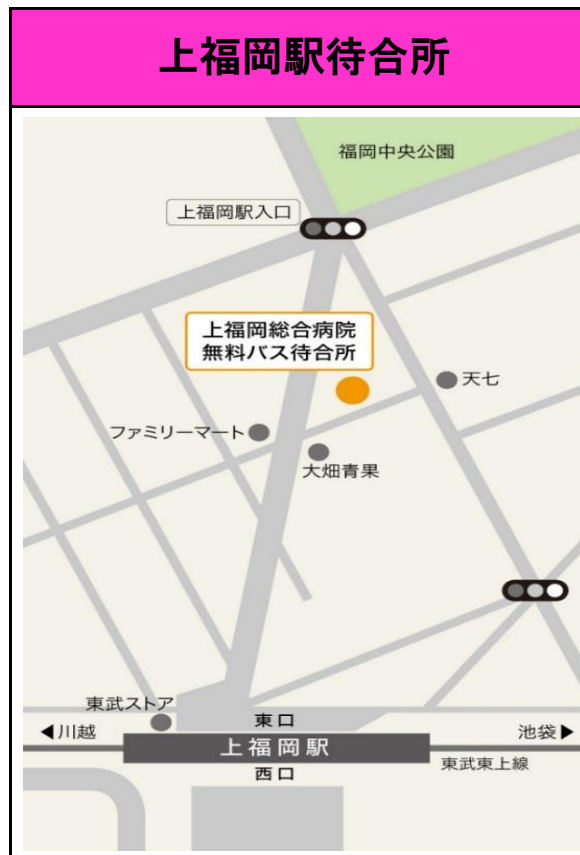 上福岡駅待合所
福岡中央公園
上福岡駅入口
上福岡総合病院
無料バス待合所
天七
ファミリーマート
大畑青果
東武ストア
東口
◀川越
池袋▶
上福岡駅
東武東上線
西口